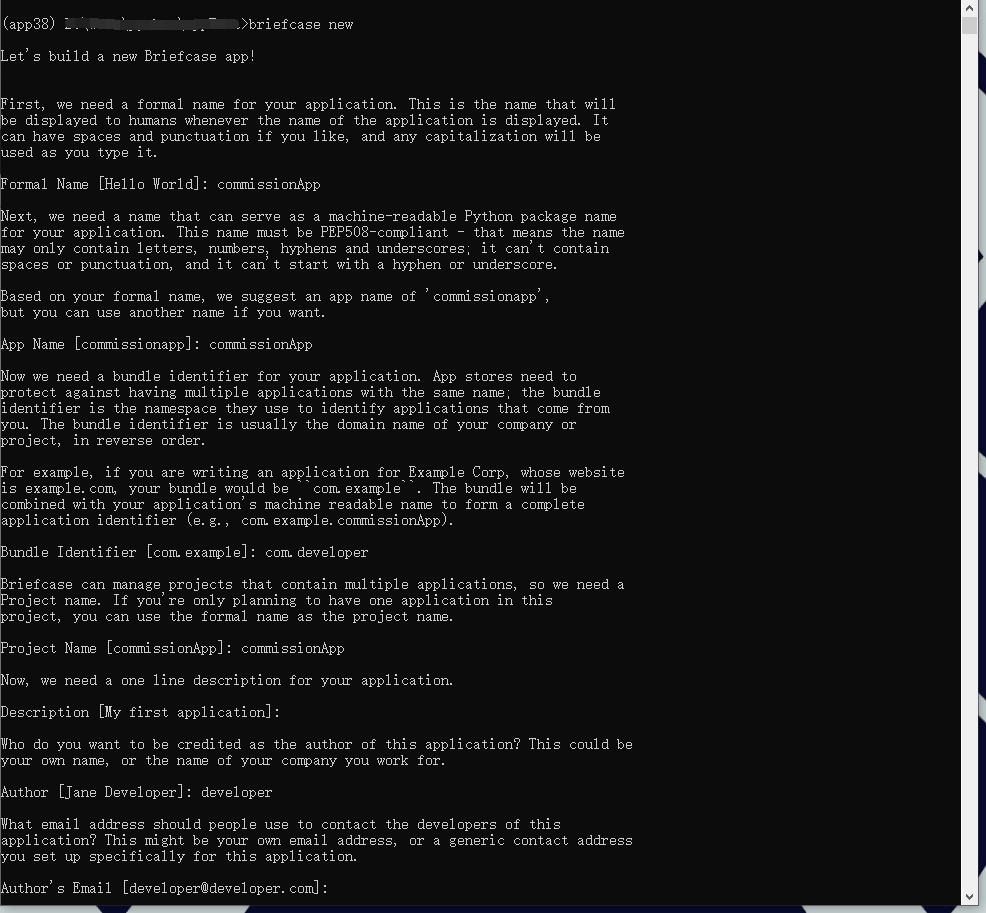 (app38) >briefcase new
Let's build a new Briefcase app!
First, we need a formal name for your application. This is the name that will
be displayed to humans whenever the name of the application is displayed. It
can have spaces and punctuation if you like, and any capitalization will be
used as you type it.
Formal Name [Hello World]: commissionApp
Next, we need a name that can serve as a machine-readable Python package name
for your application. This name must be PEP508-compliant - that means the name
may only contain letters, numbers, hyphens and underscores; it can't contain
spaces or punctuation, and it can't start with a hyphen or underscore.
Based on your formal name, we suggest an app name of 'commissionapp',
but you can use another name if you want.
App Name [commissionapp]: commissionApp
Now we need a bundle identifier for your application. App stores need to
protect against having multiple applications with the same name; the bundle
identifier is the namespace they use to identify applications that come from
you. The bundle identifier is usually the domain name of your company or
project, in reverse order.
For example, if you are writing an application for Example Corp, whose website
is example.com, your bundle would be ``com.example``. The bundle will be
combined with your application's machine readable name to form a complete
application identifier (e.g., com.example.commissionApp).
Bundle Identifier [com.example]: com.developer
Briefcase can manage projects that contain multiple applications, so we need a
Project name. If you're only planning to have one application in this
project, you can use the formal name as the project name.
Project Name [commissionApp]: commissionApp
Now, we need a one line description for your application.
Description [My first application]:
Who do you want to be credited as the author of this application? This could be
your own name, or the name of your company you work for.
Author [Jane Developer]: developer
What email address should people use to contact the developers of this
application? This might be your own email address, or a generic contact address
you set up specifically for this application.
Author's Email [developer@developer.com]: